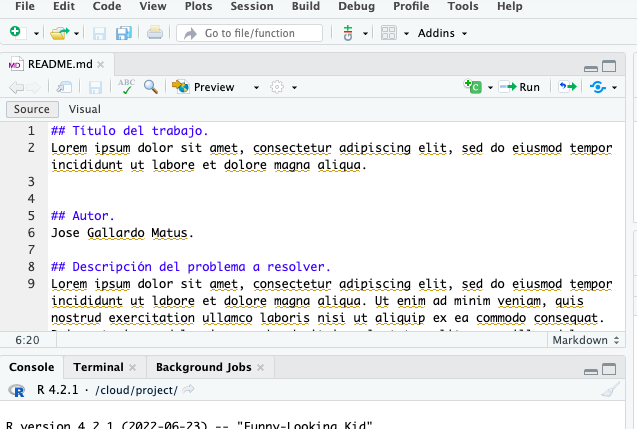 File Edit Code View Plots Session Build Debug Profile Tools Help
Go to file/function Addins
README.md
ABC Preview Run
Source Visual
1 ## Título del trabajo.
2 Lorem ipsum dolor sit amet, consectetur adipiscing elit, sed do eiusmod tempor
incididunt ut labore et dolore magna aliqua.
3
4
5 ## Autor.
6 Jose Gallardo Matus.
7
8 ## Descripción del problema a resolver.
9 Lorem ipsum dolor sit amet, consectetur adipiscing elit, sed do eiusmod tempor
incididunt ut labore et dolore magna aliqua. Ut enim ad minim veniam, quis
nostrud exercitation ullamco laboris nisi ut aliquip ex ea commodo consequat.
6:20 Markdown
Console Terminal Background Jobs
R 4.2.1 · /cloud/project/
R version 4.2.1 (2022-06-23) -- "Funny-Looking Kid"